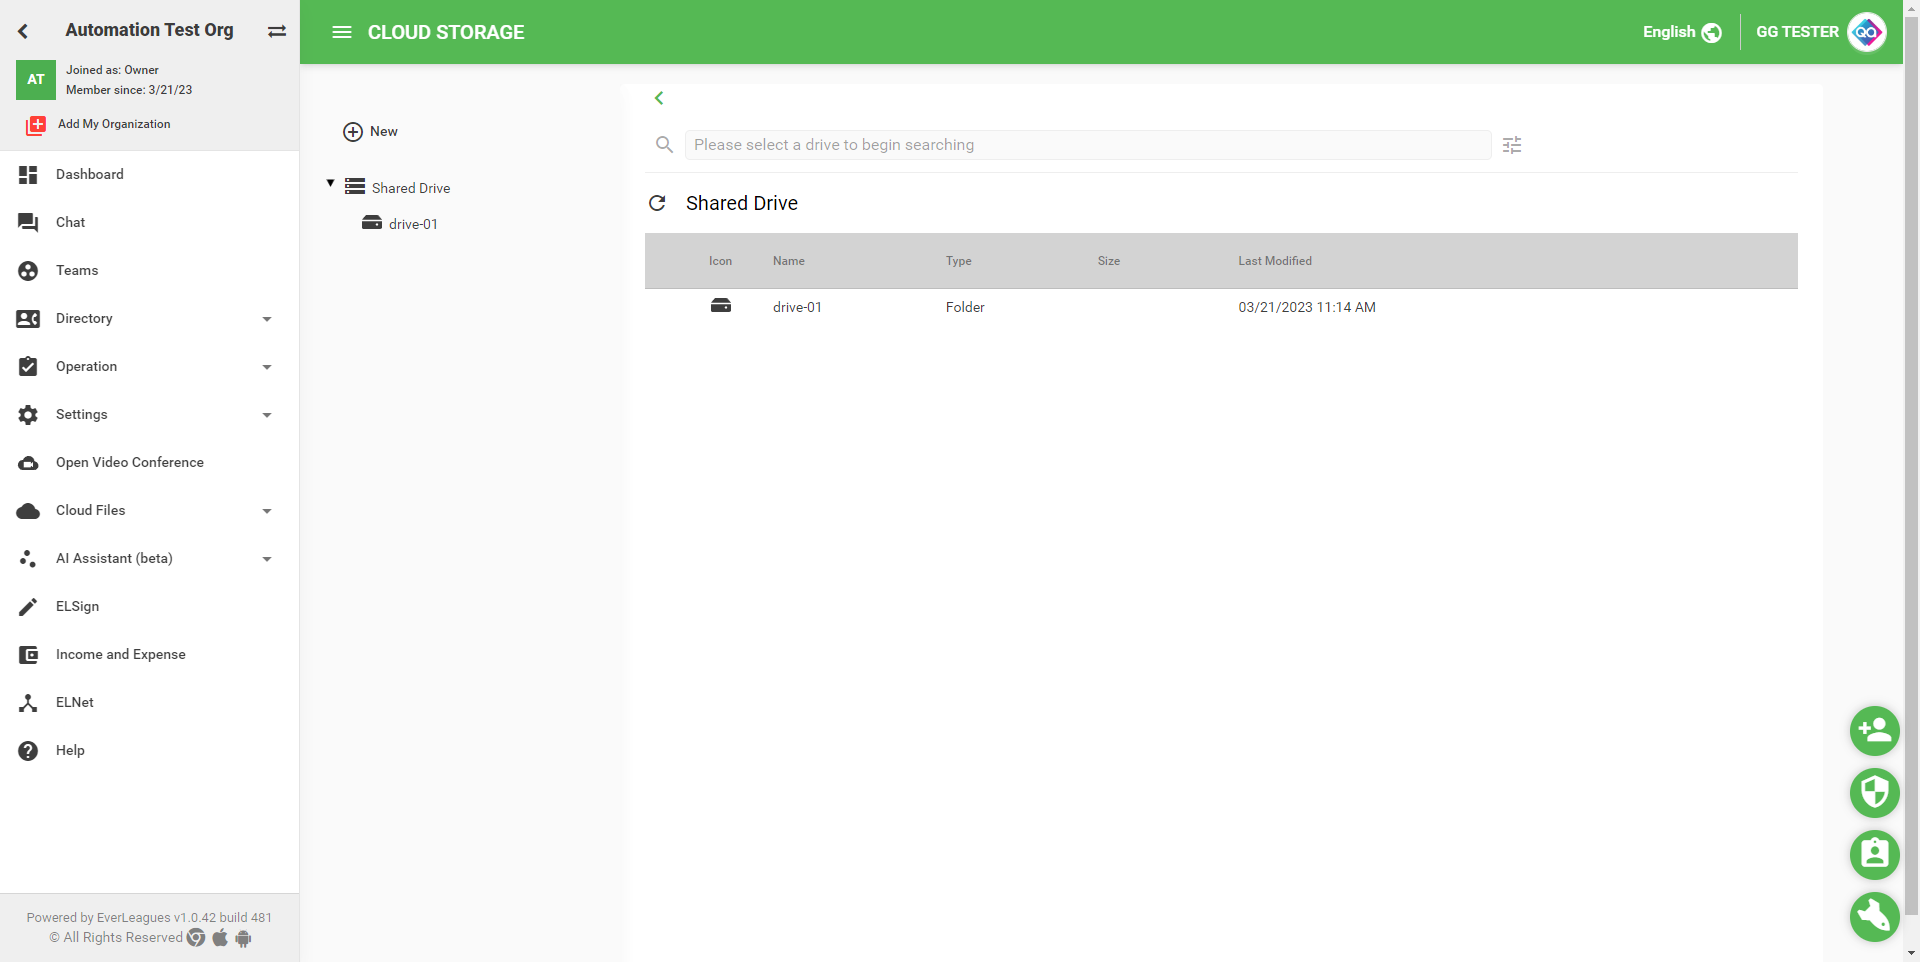 Automation Test Org
AT
Joined as: Owner
Member since: 3/21/23
Add My Organization
Dashboard
Chat
Teams
Directory
Operation
Settings
Open Video Conference
Cloud Files
AI Assistant (beta)
ELSign
Income and Expense
ELNet
Help
Powered by EverLeagues v1.0.42 build 481
© All Rights Reserved
CLOUD STORAGE
English
GG TESTER
QA
New
Shared Drive
drive-01
Please select a drive to begin searching
Shared Drive
Icon Name Type Size Last Modified
drive-01 Folder 03/21/2023 11:14 AM